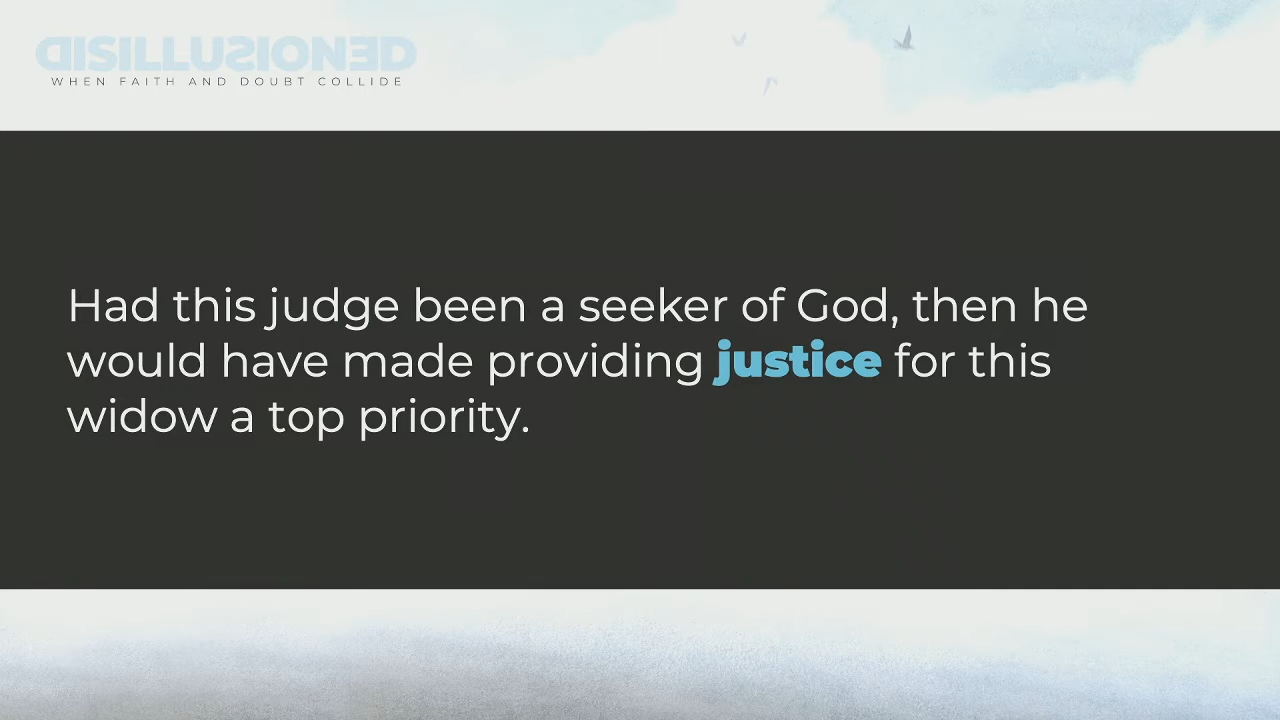 DISILLUSIONED
WHEN FAITH AND DOUBT COLLIDE
Had this judge been a seeker of God, then he
would have made providing justice for this
widow a top priority.